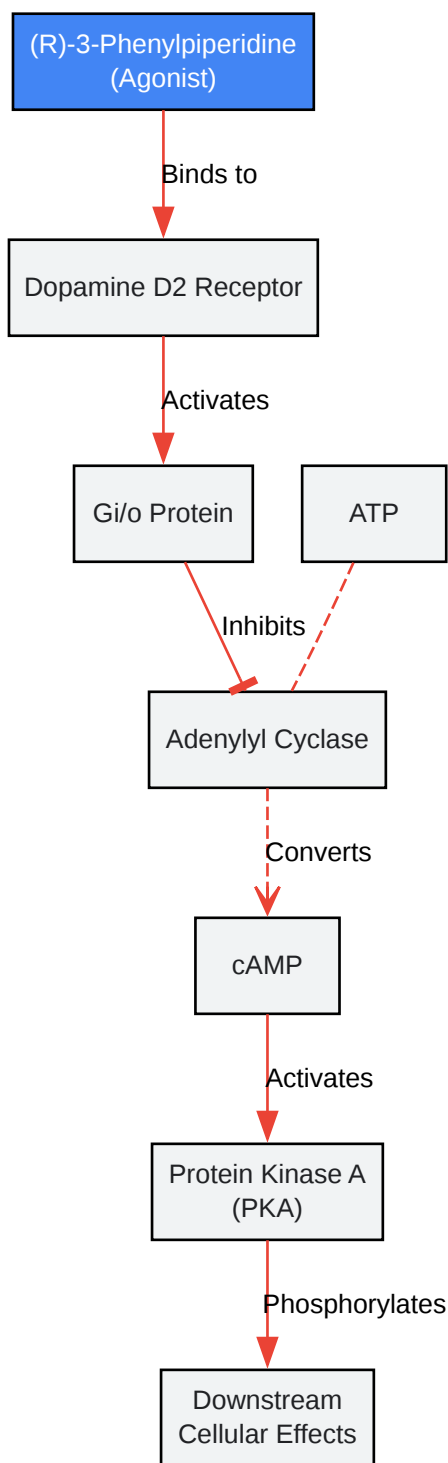 (R)-3-Phenylpiperidine
(Agonist)
Binds to
Dopamine D2 Receptor
Activates
Gi/o Protein
ATP
Inhibits
Adenylyl Cyclase
Converts
cAMP
Activates
Protein Kinase A
(PKA)
Phosphorylates
Downstream
Cellular Effects